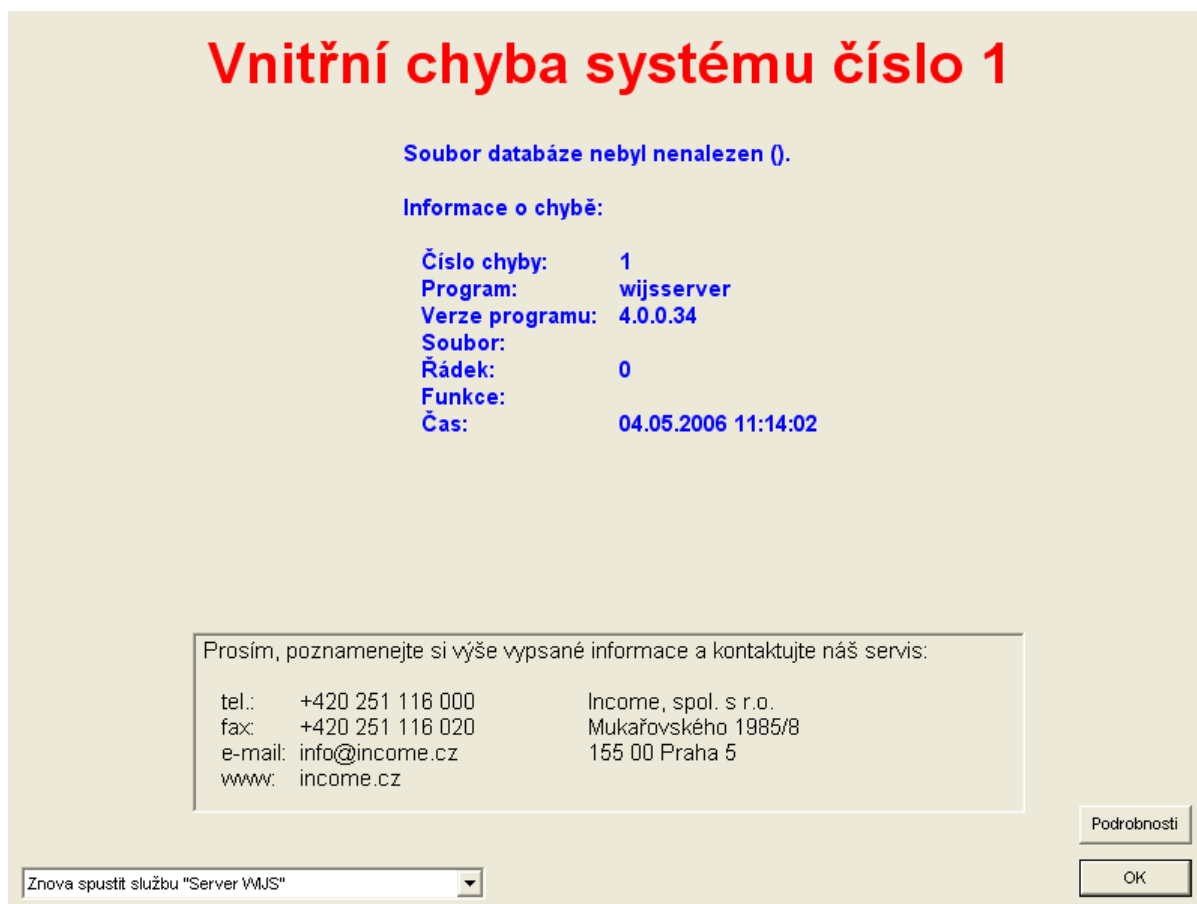 Vnitřní chyba systému číslo 1
Soubor databáze nebyl nenalezen ().
Informace o chybě:
Číslo chyby: 1
Program: wijsserver
Verze programu: 4.0.0.34
Soubor:
Řádek: 0
Funkce:
Čas: 04.05.2006 11:14:02
Prosím, poznamenejte si výše vypsané informace a kontaktujte náš servis:
tel.: +420 251 116 000 Income, spol. s r.o.
fax: +420 251 116 020 Mukařovského 1985/8
e-mail: info@income.cz 155 00 Praha 5
www: income.cz
Podrobnosti
Znova spustit službu "Server WIJS" OK